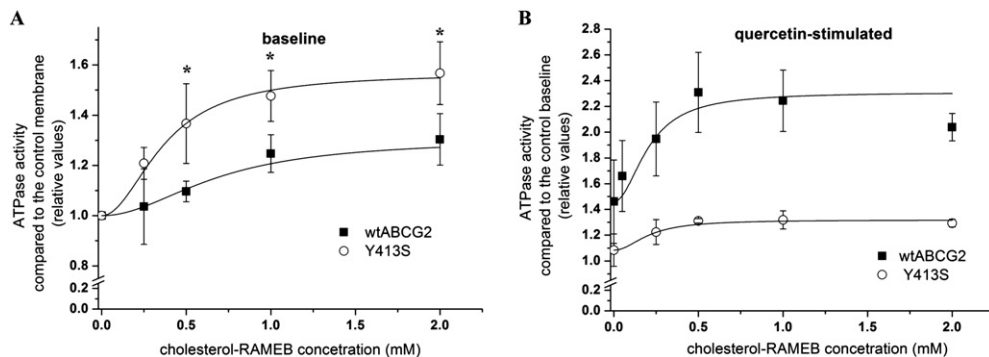 A
baseline
ATPase activity
compared to the control membrane
(relative values)
1.6
1.4
1.2
1.0
0.8
0.2
0.0
*
*
*
wtABCG2
Y413S
0.0
0.5
1.0
1.5
2.0
cholesterol-RAMEB concetration (mM)
B
quercetin-stimulated
ATPase activity
compared to the control baseline
(relative values)
2.8
2.6
2.4
2.2
2.0
1.8
1.6
1.4
1.2
1.0
0.2
0.0
wtABCG2
Y413S
0.0
0.5
1.0
1.5
2.0
cholesterol-RAMEB concetration (mM)